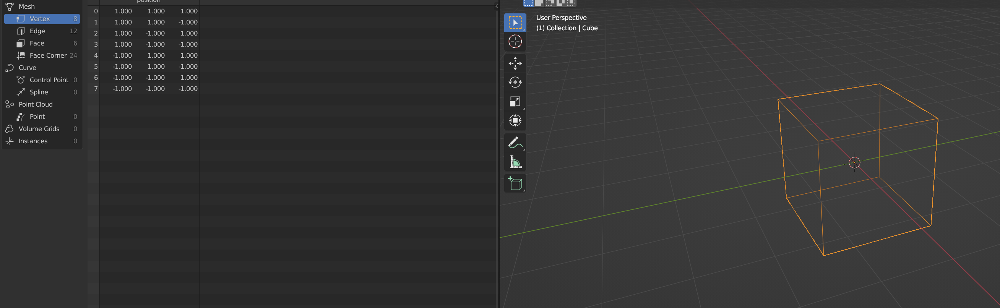 Mesh
Vertex 8
Edge 12
Face 6
Face Corner 24
Curve
Control Point 0
Spline 0
Point Cloud
Point 0
Volume Grids 0
Instances 0
position
0 1.000 1.000 1.000
1 1.000 1.000 -1.000
2 1.000 -1.000 1.000
3 1.000 -1.000 -1.000
4 -1.000 1.000 1.000
5 -1.000 1.000 -1.000
6 -1.000 -1.000 1.000
7 -1.000 -1.000 -1.000
User Perspective
(1) Collection | Cube